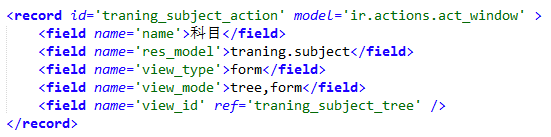 <record id='traning_subject_action' model='ir.actions.act_window' >
<field name='name'>科目</field>
<field name='res_model'>traning.subject</field>
<field name='view_type'>form</field>
<field name='view_mode'>tree,form</field>
<field name='view_id' ref='traning_subject_tree' />
</record>